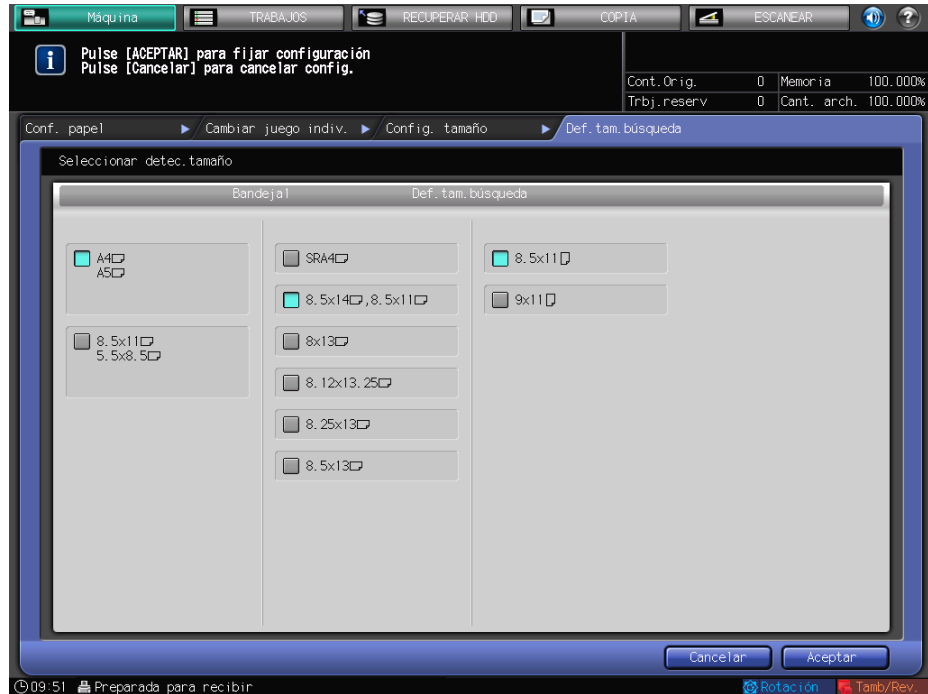 Máquina
TRABAJOS
RECUPERAR HDD
COPIA
ESCANEAR
Pulse [ACEPTAR] para fijar configuración
Pulse [Cancelar] para cancelar config.
Cont.Orig. 0 Memoria 100.000%
Trbj.reserv 0 Cant. arch. 100.000%
Conf. papel Cambiar juego indiv. Config. tamaño Def.tam.búsqueda
Seleccionar detec.tamaño
Bandeja1 Def.tam.búsqueda
A4
A5
8.5x11
5.5x8.5
SRA4
8.5x14,8.5x11
8x13
8.12x13.25
8.25x13
8.5x13
8.5x11
9x11
Cancelar Aceptar
09:51 Preparada para recibir Rotación Tamb/Rev.